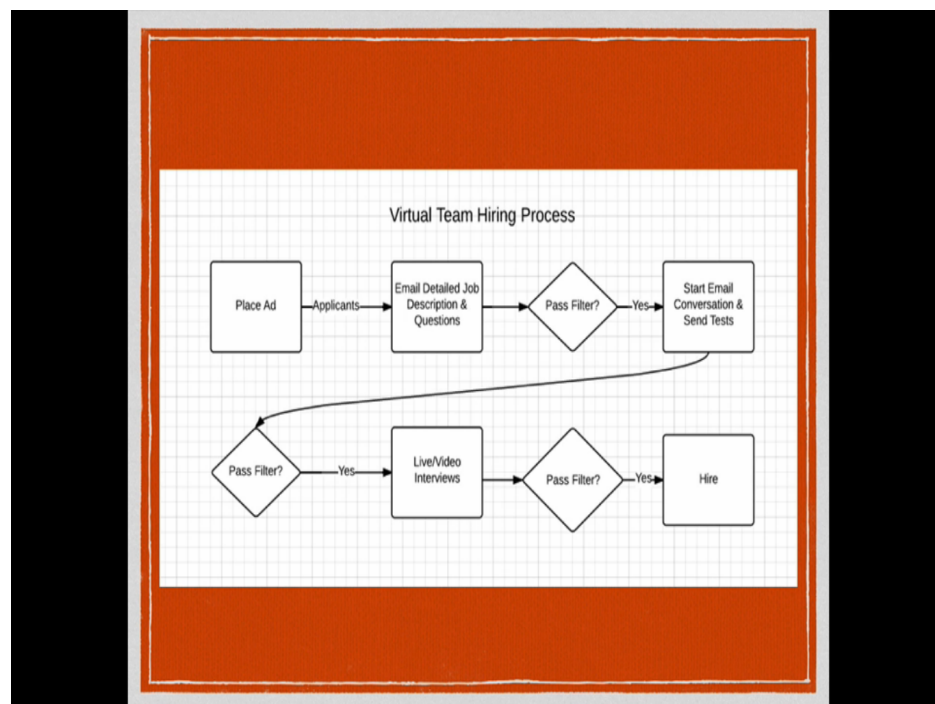 Virtual Team Hiring Process
Place Ad
Applicants
Email Detailed Job
Description &
Questions
Pass Filter?
Yes
Start Email
Conversation &
Send Tests
Pass Filter?
Yes
Live/Video
Interviews
Pass Filter?
Yes
Hire